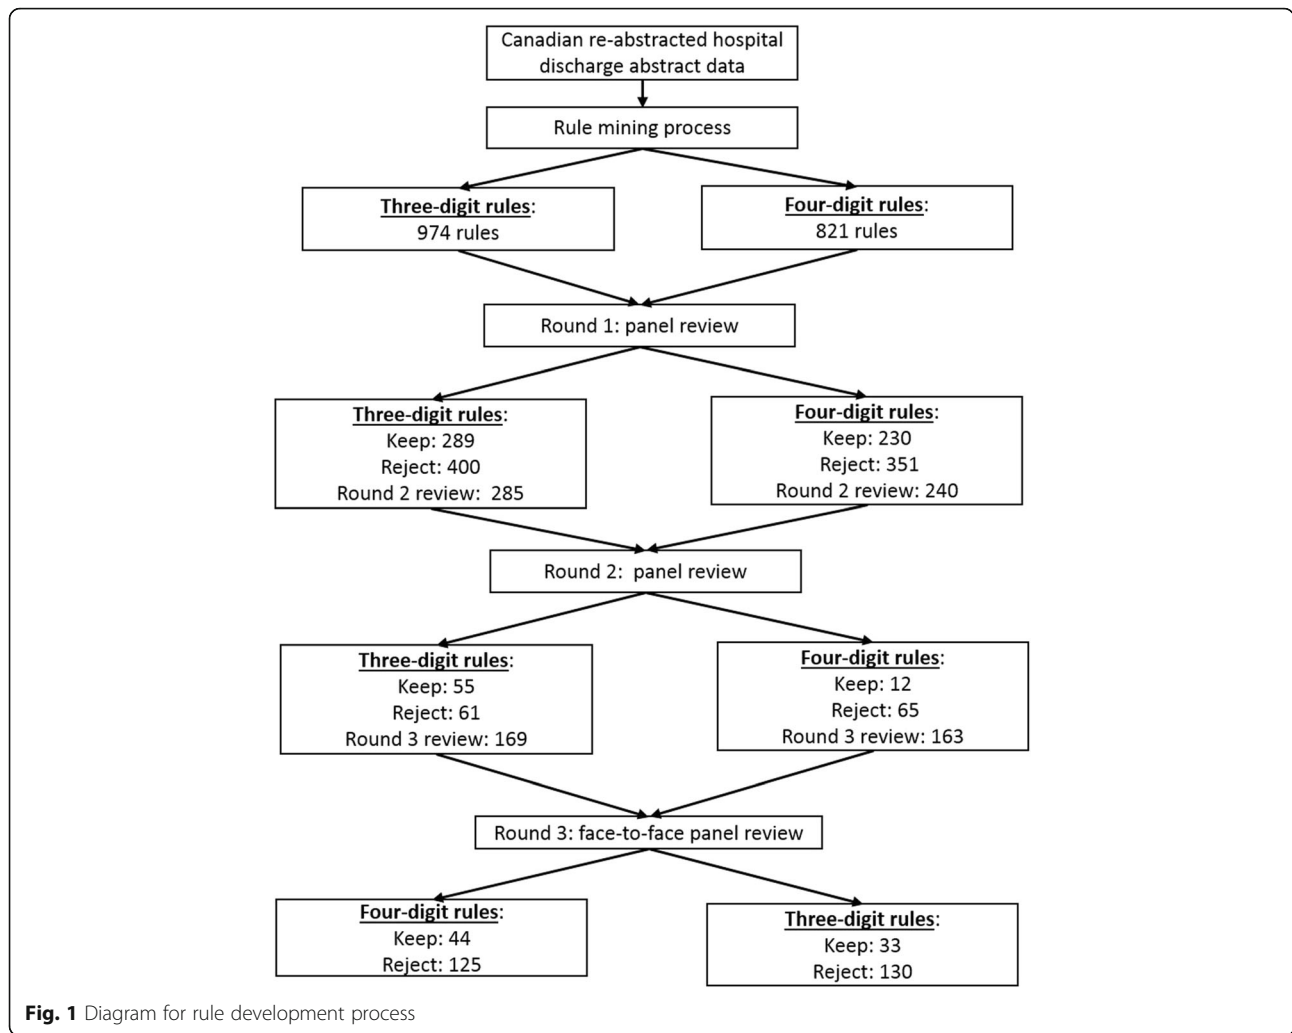 Canadian re-abstracted hospital
discharge abstract data
Rule mining process
Three-digit rules:
974 rules
Four-digit rules:
821 rules
Round 1: panel review
Three-digit rules:
Keep: 289
Reject: 400
Round 2 review: 285
Four-digit rules:
Keep: 230
Reject: 351
Round 2 review: 240
Round 2: panel review
Three-digit rules:
Keep: 55
Reject: 61
Round 3 review: 169
Four-digit rules:
Keep: 12
Reject: 65
Round 3 review: 163
Round 3: face-to-face panel review
Four-digit rules:
Keep: 44
Reject: 125
Three-digit rules:
Keep: 33
Reject: 130
Fig. 1 Diagram for rule development process